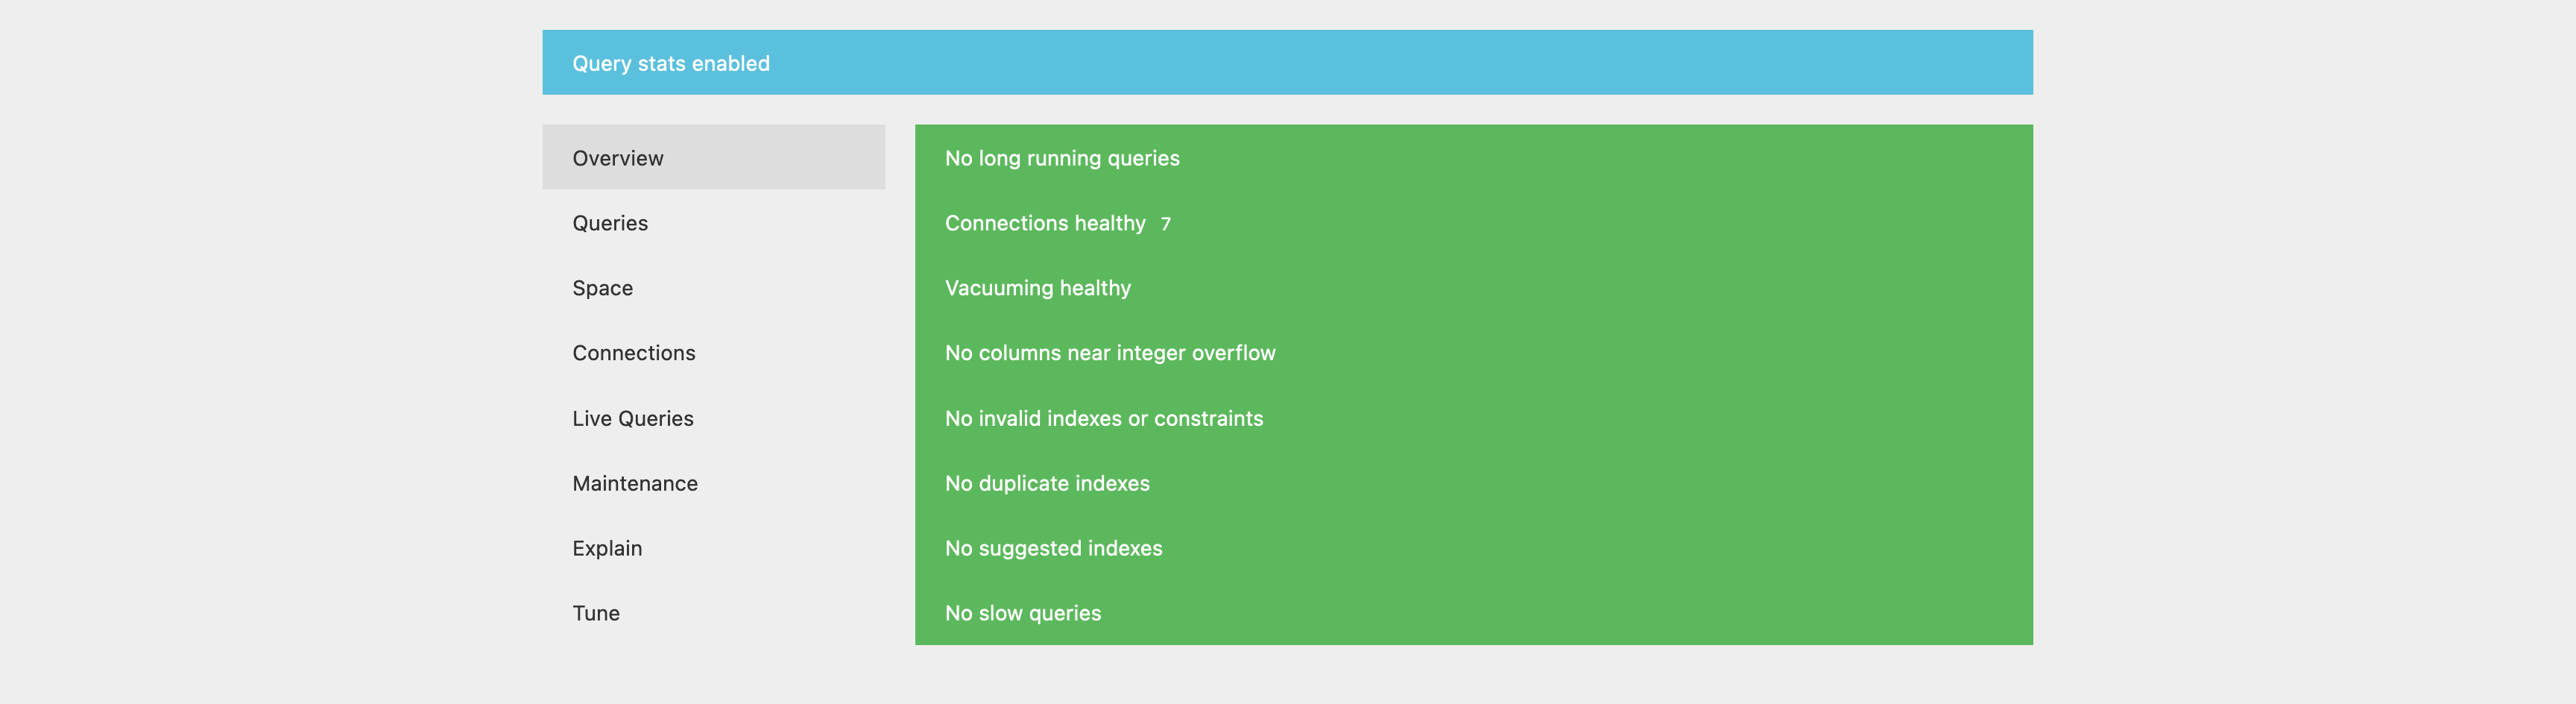 Query stats enabled
Overview
Queries
Space
Connections
Live Queries
Maintenance
Explain
Tune
No long running queries
Connections healthy 7
Vacuuming healthy
No columns near integer overflow
No invalid indexes or constraints
No duplicate indexes
No suggested indexes
No slow queries